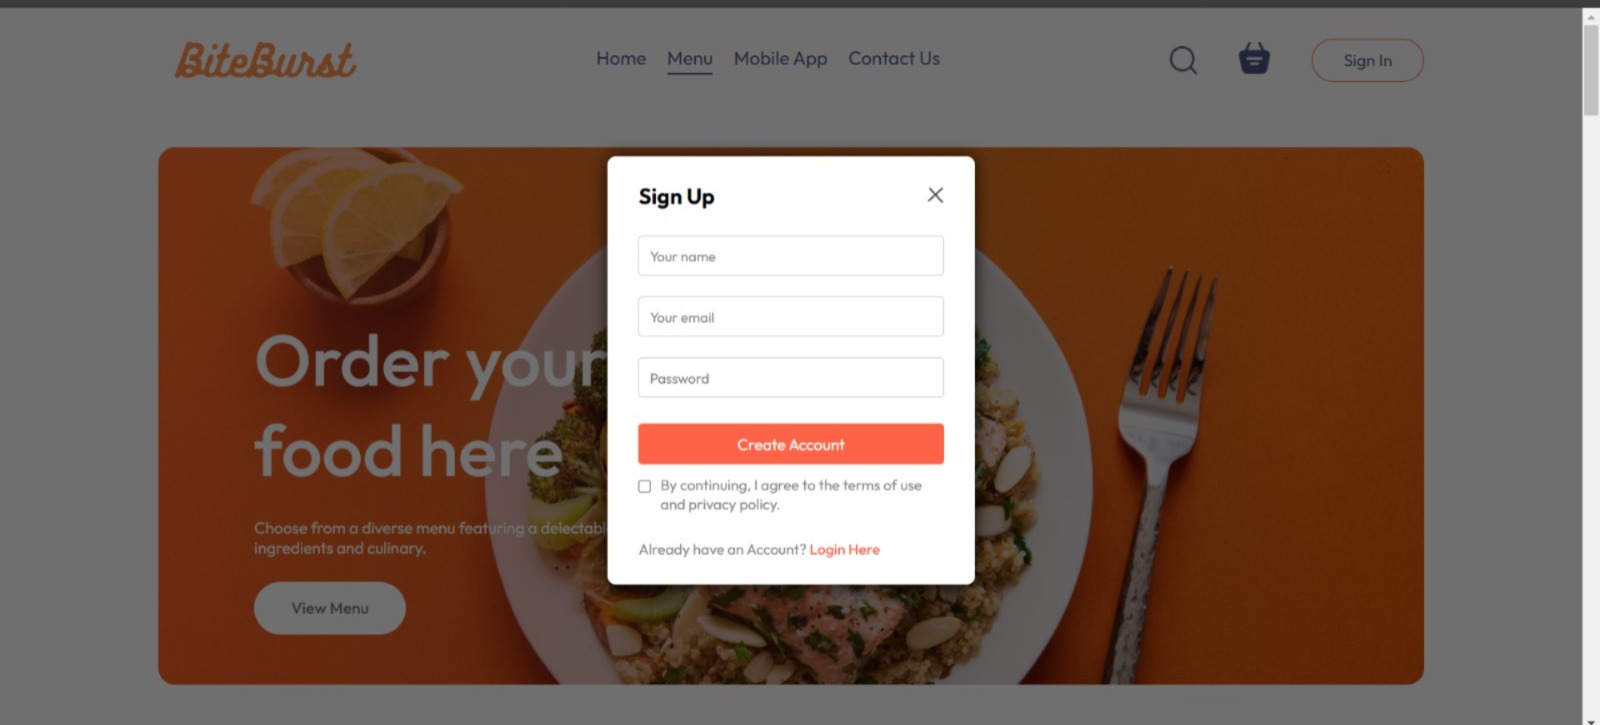 BiteBurst
Home Menu Mobile App Contact Us
Sign In
Sign Up
Your name
Your email
Password
Create Account
By continuing, I agree to the terms of use
and privacy policy.
Already have an Account? Login Here
Order your
food here
Choose from a diverse menu featuring a
ingredients and culinary.
View Menu